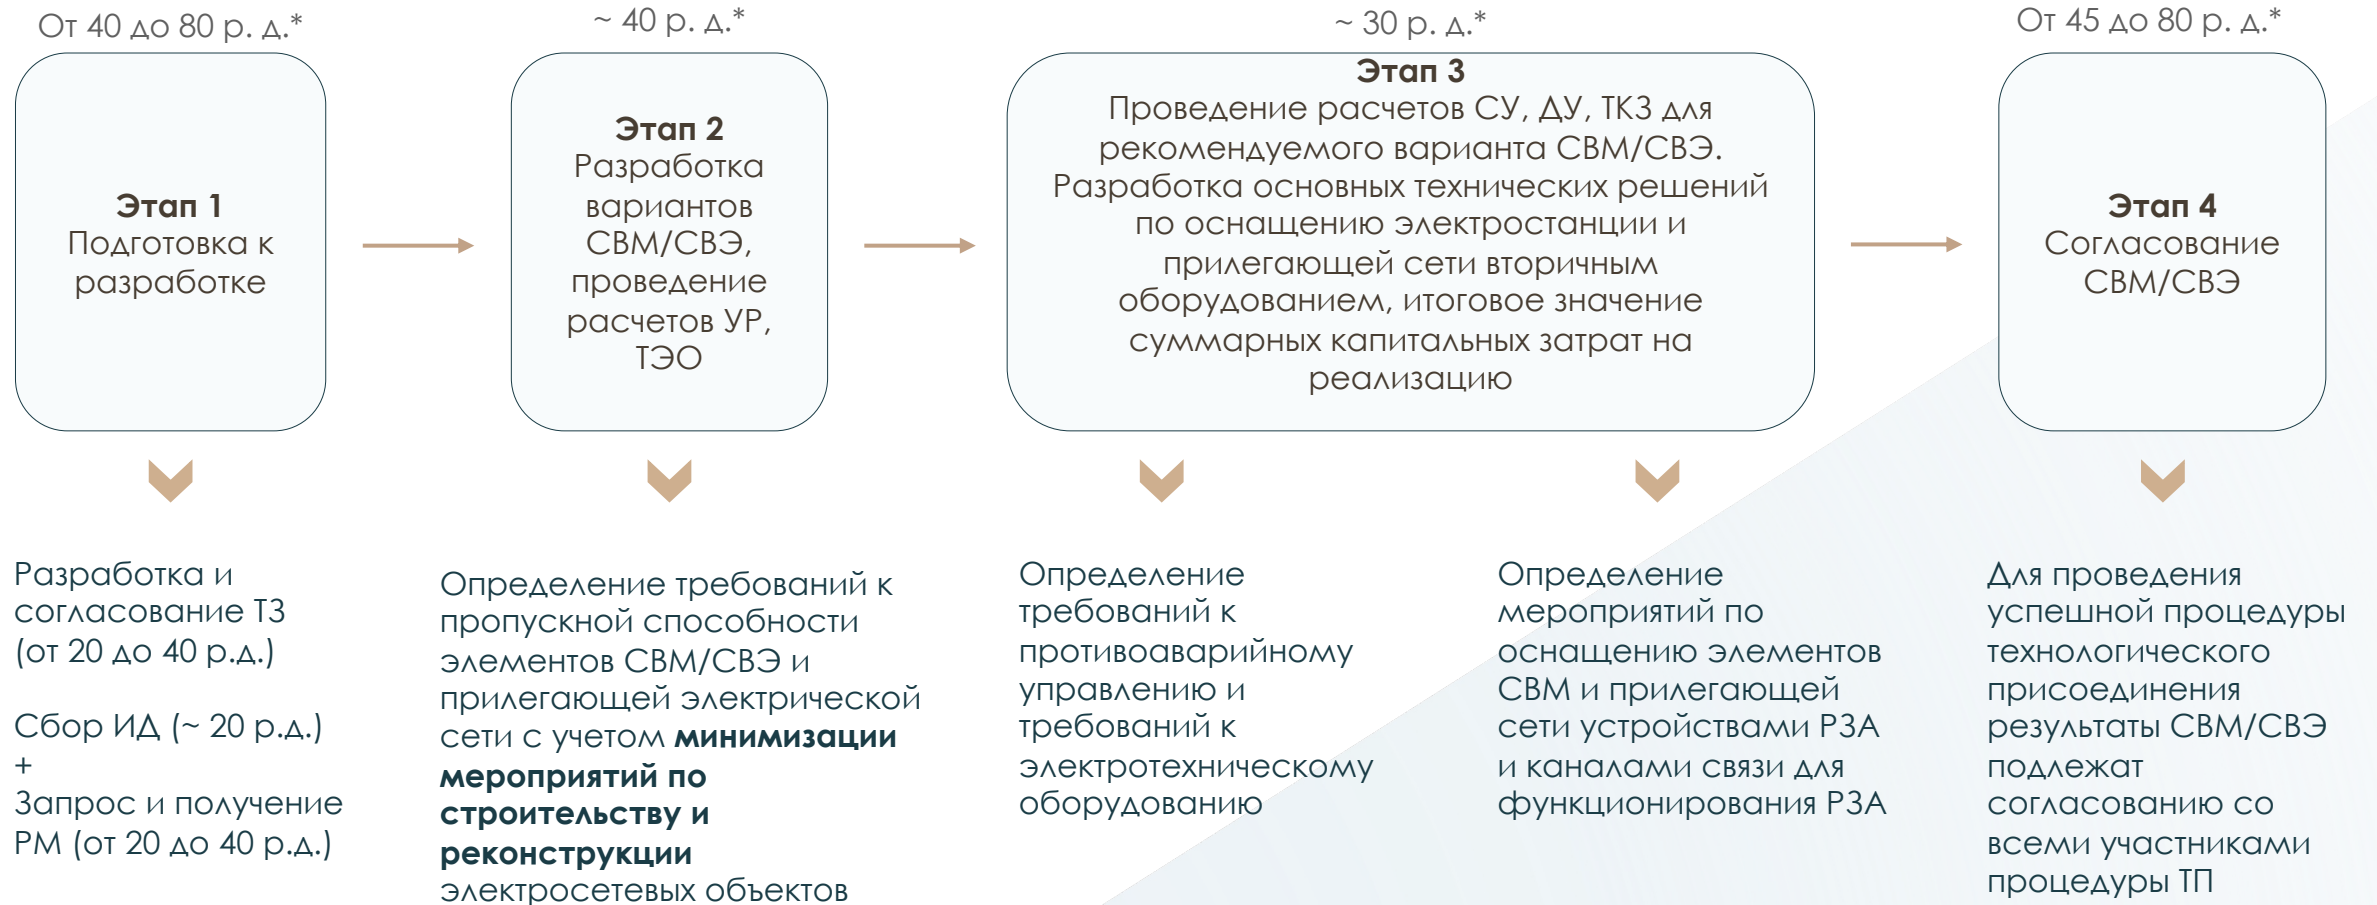 От 40 до 80 р. д.*
Этап 1
Подготовка к
разработке
Разработка и
согласование ТЗ
(от 20 до 40 р.д.)
Сбор ИД (~ 20 р.д.)
+
Запрос и получение
РМ (от 20 до 40 р.д.)
~ 40 р. д.*
Этап 2
Разработка
вариантов
СВМ/СВЭ,
проведение
расчетов УР,
ТЭО
Определение требований к
пропускной способности
элементов СВМ/СВЭ и
прилегающей электрической
сети с учетом минимизации
мероприятий по
строительству и
реконструкции
электросетевых объектов
~ 30 р. д.*
Этап 3
Проведение расчетов СУ, ДУ, ТКЗ для
рекомендуемого варианта СВМ/СВЭ.
Разработка основных технических решений
по оснащению электростанции и
прилегающей сети вторичным
оборудованием, итоговое значение
суммарных капитальных затрат на
реализацию
Определение
требований к
противоаварийному
управлению и
требований к
электротехническому
оборудованию
Определение
мероприятий по
оснащению элементов
СВМ и прилегающей
сети устройствами РЗА
и каналами связи для
функционирования РЗА
От 45 до 80 р. д.*
Этап 4
Согласование
СВМ/СВЭ
Для проведения
успешной процедуры
технологического
присоединения
результаты СВМ/СВЭ
подлежат
согласованию со
всеми участниками
процедуры ТП